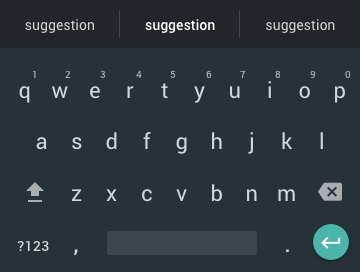 suggestion suggestion suggestion
1 2 3 4 5 6 7 8 9 0
q w e r t y u i o p
a s d f g h j k l
z x c v b n m
?123 , .